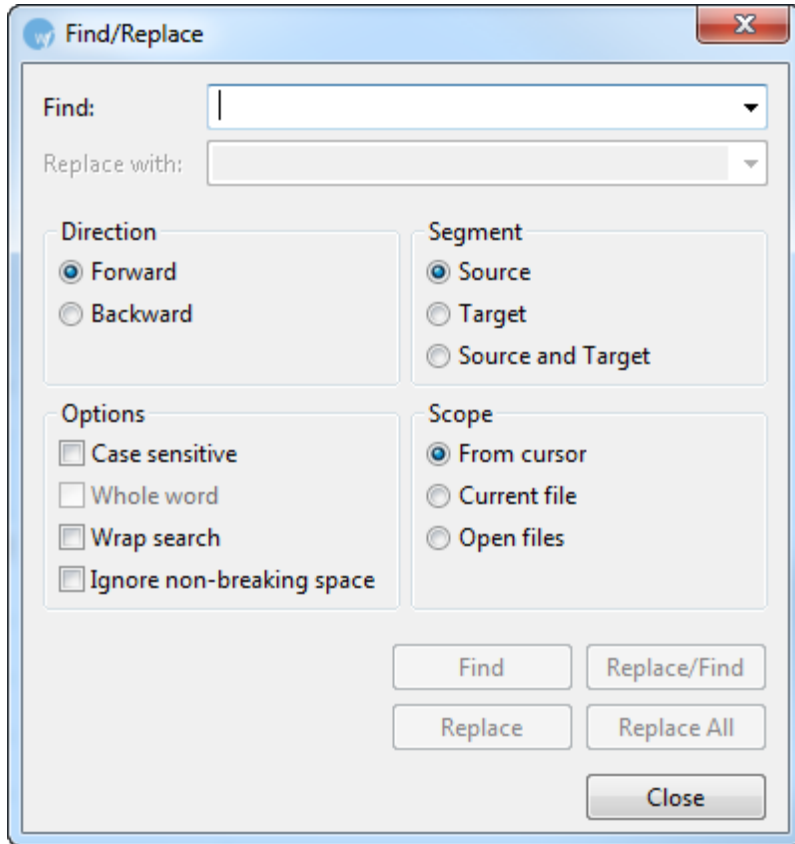 Find/Replace
Find:
Replace with:
Direction
Forward
Backward
Segment
Source
Target
Source and Target
Options
Case sensitive
Whole word
Wrap search
Ignore non-breaking space
Scope
From cursor
Current file
Open files
Find
Replace/Find
Replace
Replace All
Close